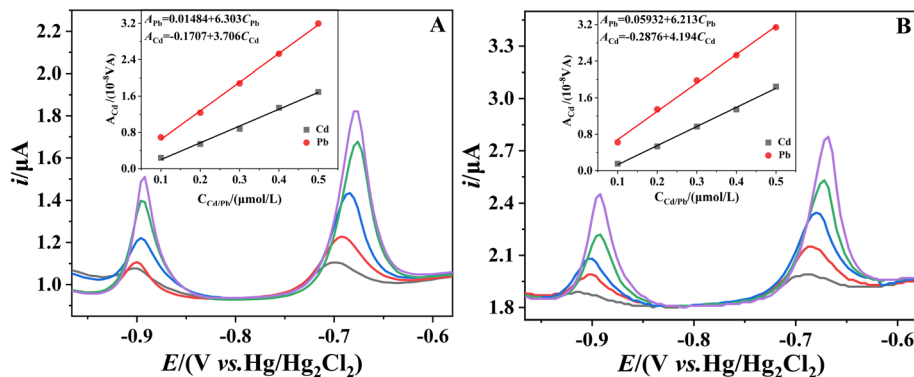 A
A_Pb=0.01484+6.303C_Pb
A_Cd=-0.1707+3.706C_Cd
3.2
2.4
1.6
0.8
0.0
A_Cd/(10⁻⁸VA)
Cd
Pb
0.1 0.2 0.3 0.4 0.5
C_Cd/Pb/(μmol/L)
2.2
2.0
1.8
1.6
1.4
1.2
1.0
i/μA
-0.9 -0.8 -0.7 -0.6
E/(V vs.Hg/Hg₂Cl₂)
B
A_Pb=0.05932+6.213C_Pb
A_Cd=-0.2876+4.194C_Cd
3.2
2.4
1.6
0.8
0.0
A_Cd/(10⁻⁸VA)
Cd
Pb
0.1 0.2 0.3 0.4 0.5
C_Cd/Pb/(μmol/L)
3.3
3.0
2.7
2.4
2.1
1.8
i/μA
-0.9 -0.8 -0.7 -0.6
E/(V vs.Hg/Hg₂Cl₂)